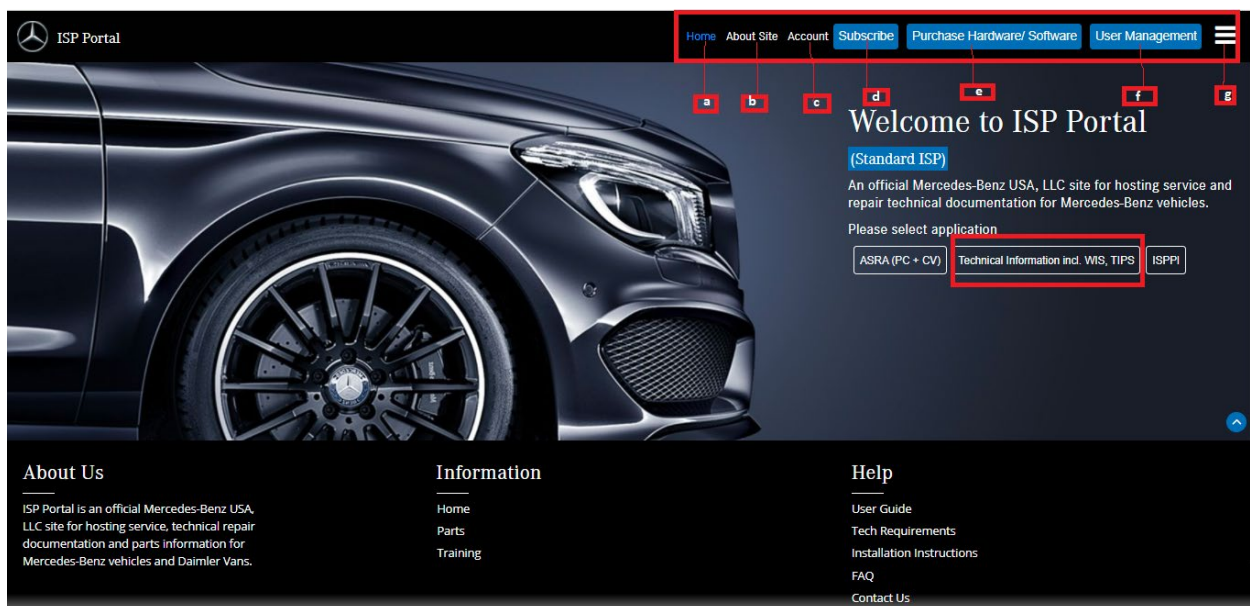 ISP Portal
Home About Site Account Subscribe Purchase Hardware/ Software User Management
a b c d e f g
Welcome to ISP Portal
(Standard ISP)
An official Mercedes-Benz USA, LLC site for hosting service and
repair technical documentation for Mercedes-Benz vehicles.
Please select application
ASRA (PC + CV) Technical Information incl. WIS, TIPS ISPPI
About Us
ISP Portal is an official Mercedes-Benz USA,
LLC site for hosting service, technical repair
documentation and parts information for
Mercedes-Benz vehicles and Daimler Vans.
Information
Home
Parts
Training
Help
User Guide
Tech Requirements
Installation Instructions
FAQ
Contact Us